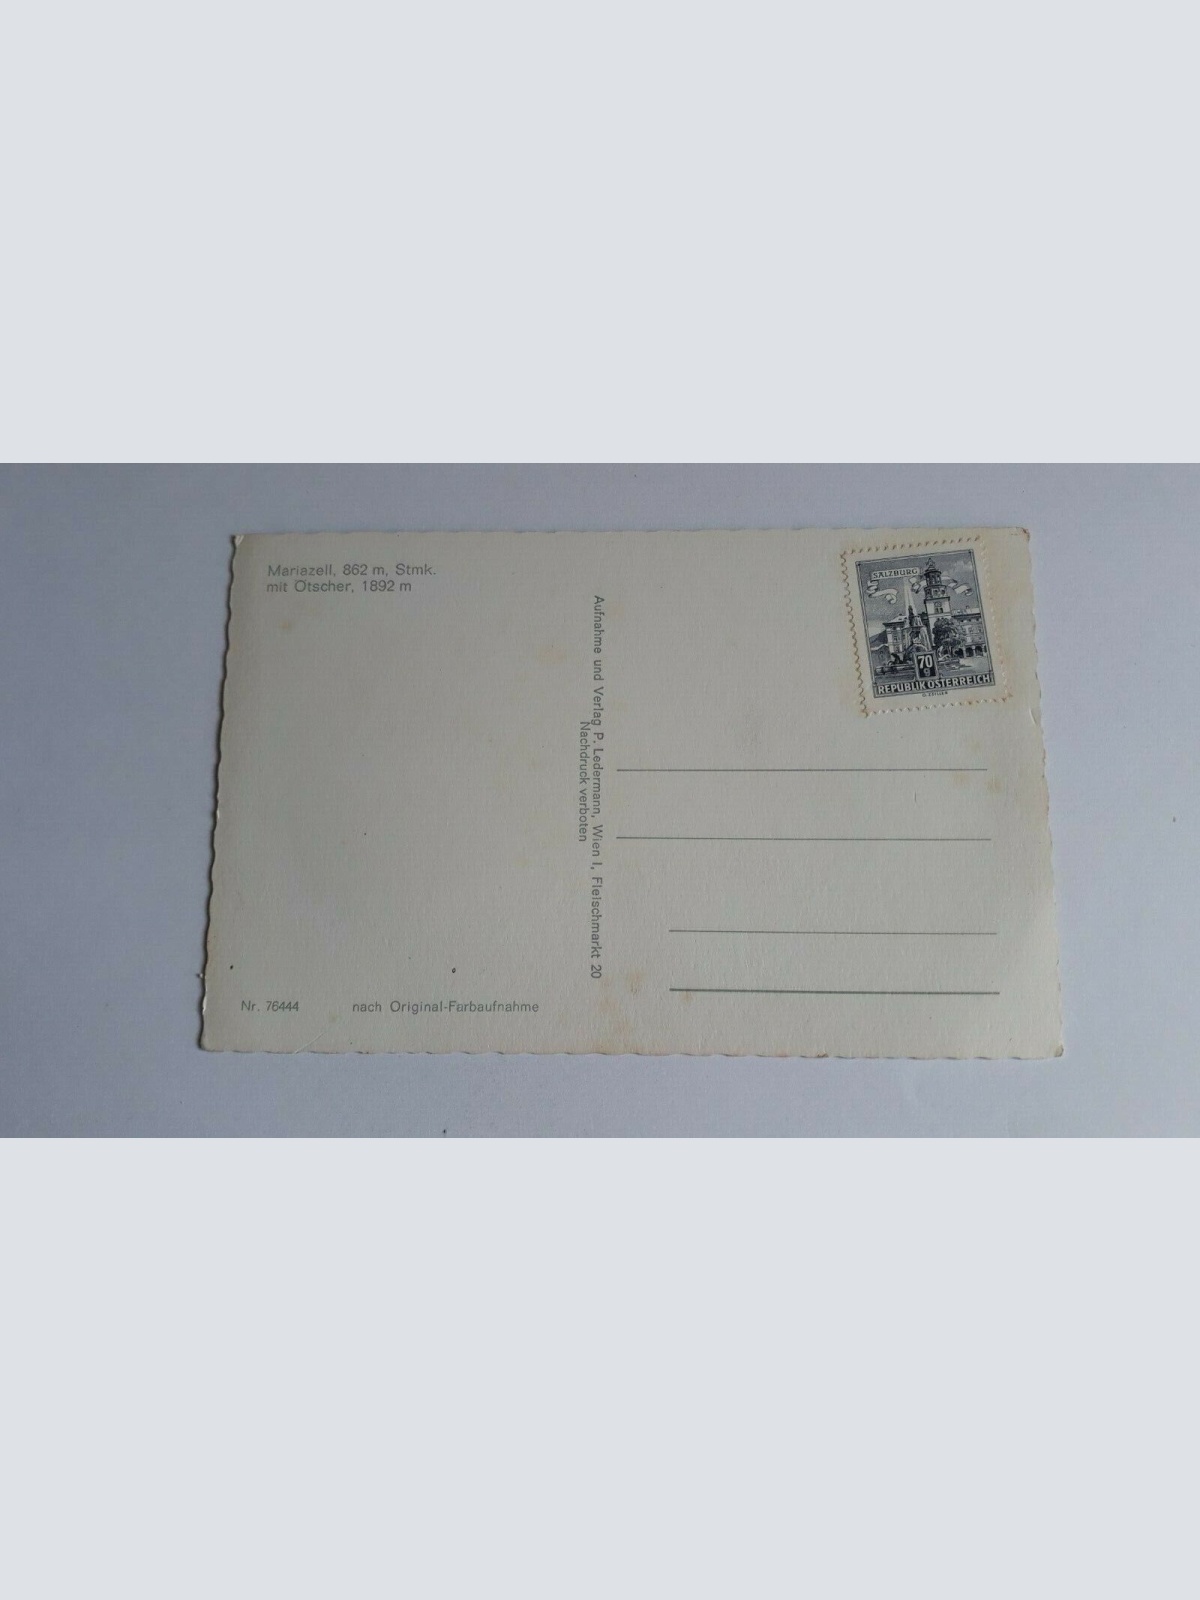 Mariazell, 862 m, Stmk.
mit Ötscher, 1892 m
Aufnahme und Verlag P. Ledermann, Wien I, Fleischmarkt 20
Nachdruck verboten
SALZBURG
70
g
REPUBLIK ÖSTERREICH
Nr. 76444 nach Original-Farbaufnahme